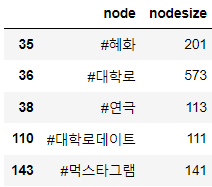 node nodesize
35 #혜화 201
36 #대학로 573
38 #연극 113
110 #대학로데이트 111
143 #먹스타그램 141